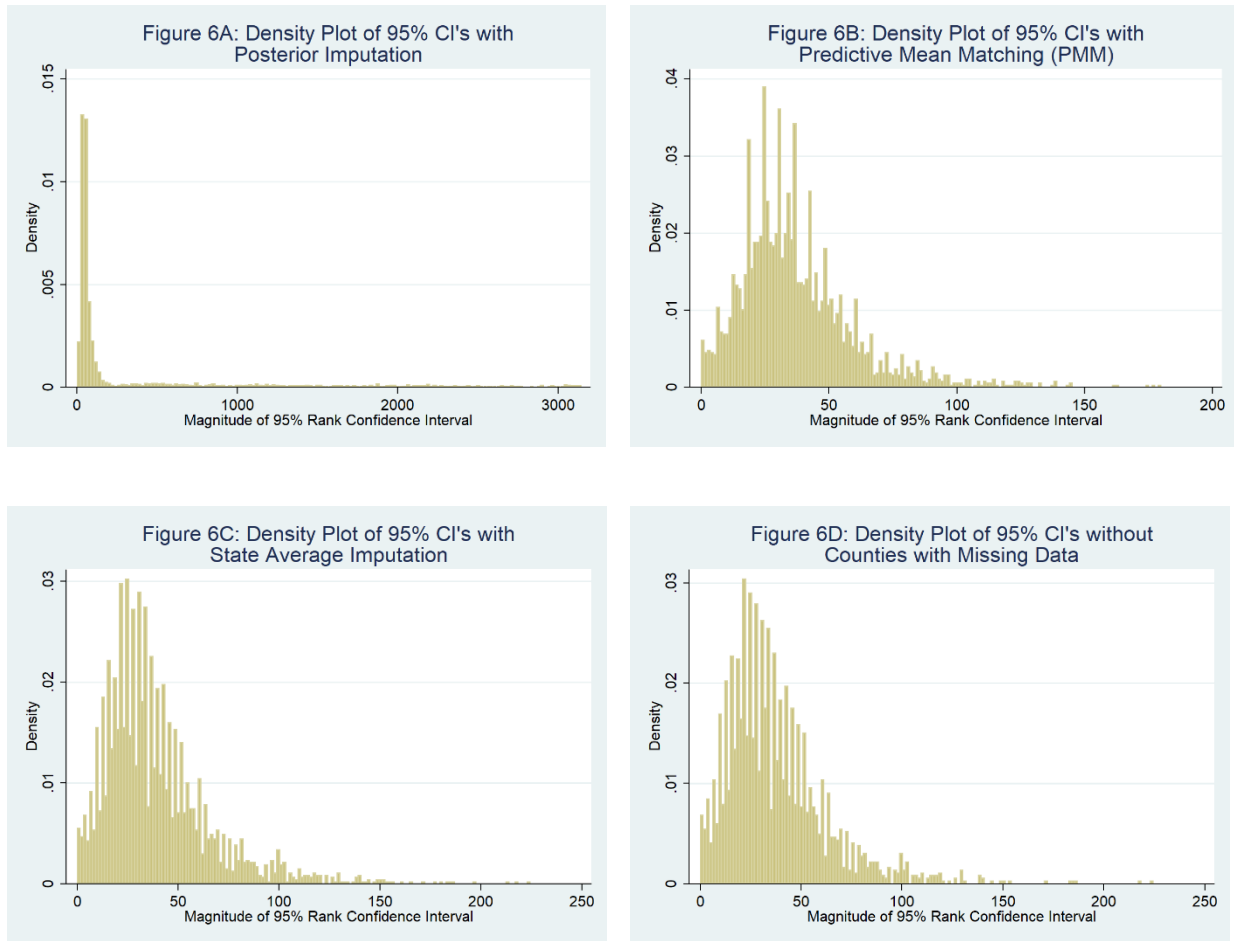 Figure 6A: Density Plot of 95% CI's with
Posterior Imputation
.015
.01
.005
0
Density
0 1000 2000 3000
Magnitude of 95% Rank Confidence Interval
Figure 6B: Density Plot of 95% CI's with
Predictive Mean Matching (PMM)
.04
.03
.02
.01
0
Density
0 50 100 150 200
Magnitude of 95% Rank Confidence Interval
Figure 6C: Density Plot of 95% CI's with
State Average Imputation
.03
.02
.01
0
Density
0 50 100 150 200 250
Magnitude of 95% Rank Confidence Interval
Figure 6D: Density Plot of 95% CI's without
Counties with Missing Data
.03
.02
.01
0
Density
0 50 100 150 200 250
Magnitude of 95% Rank Confidence Interval